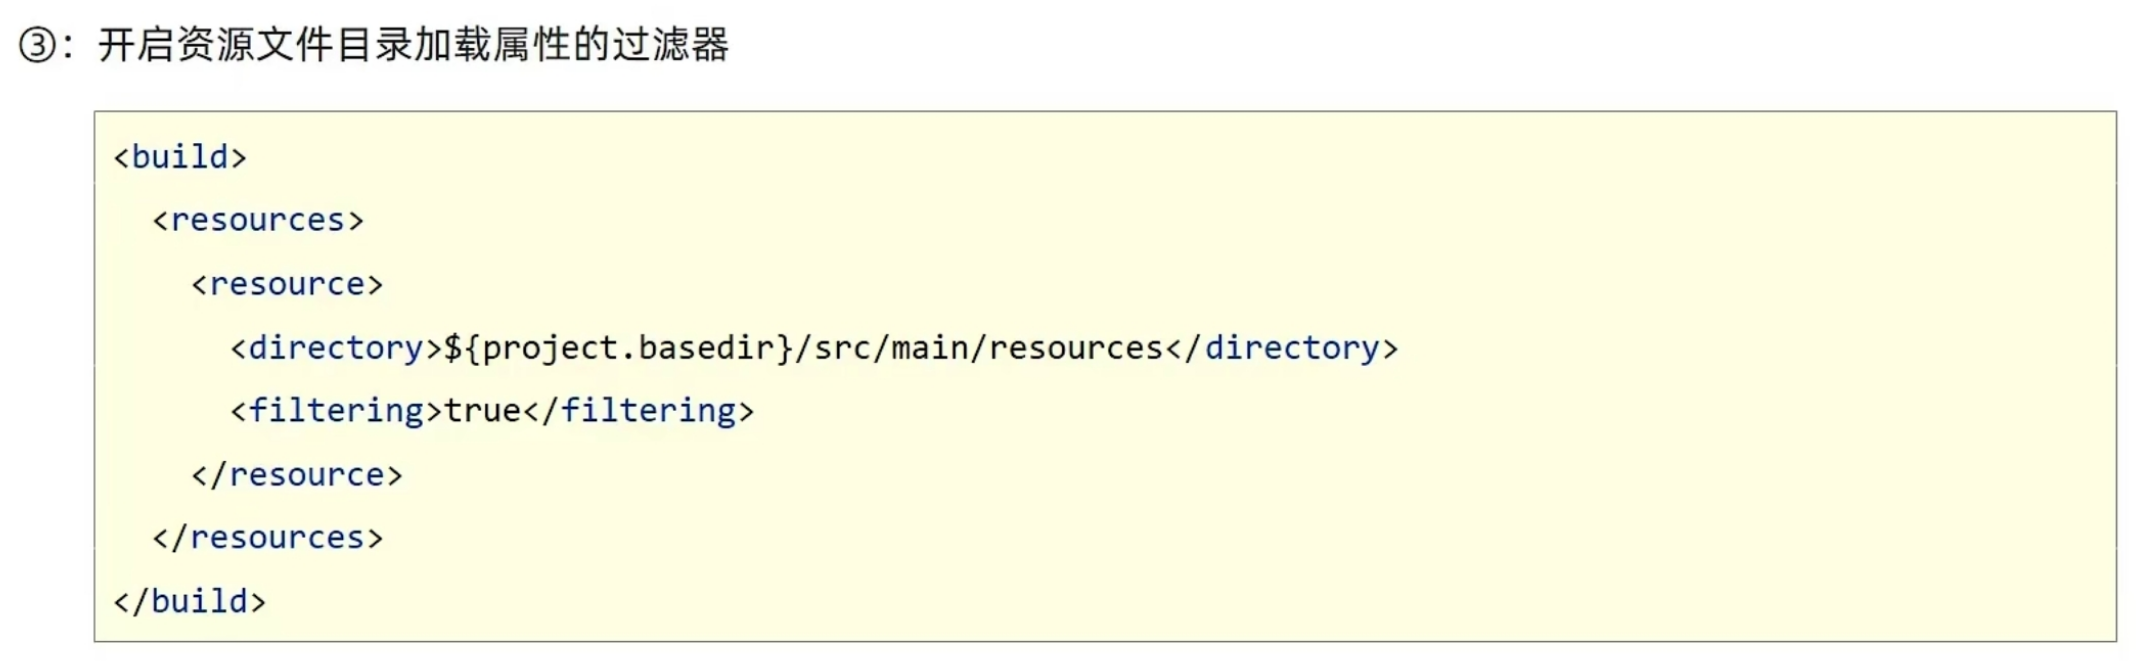 ③：开启资源文件目录加载属性的过滤器
<build>
<resources>
<resource>
<directory>${project.basedir}/src/main/resources</directory>
<filtering>true</filtering>
</resource>
</resources>
</build>